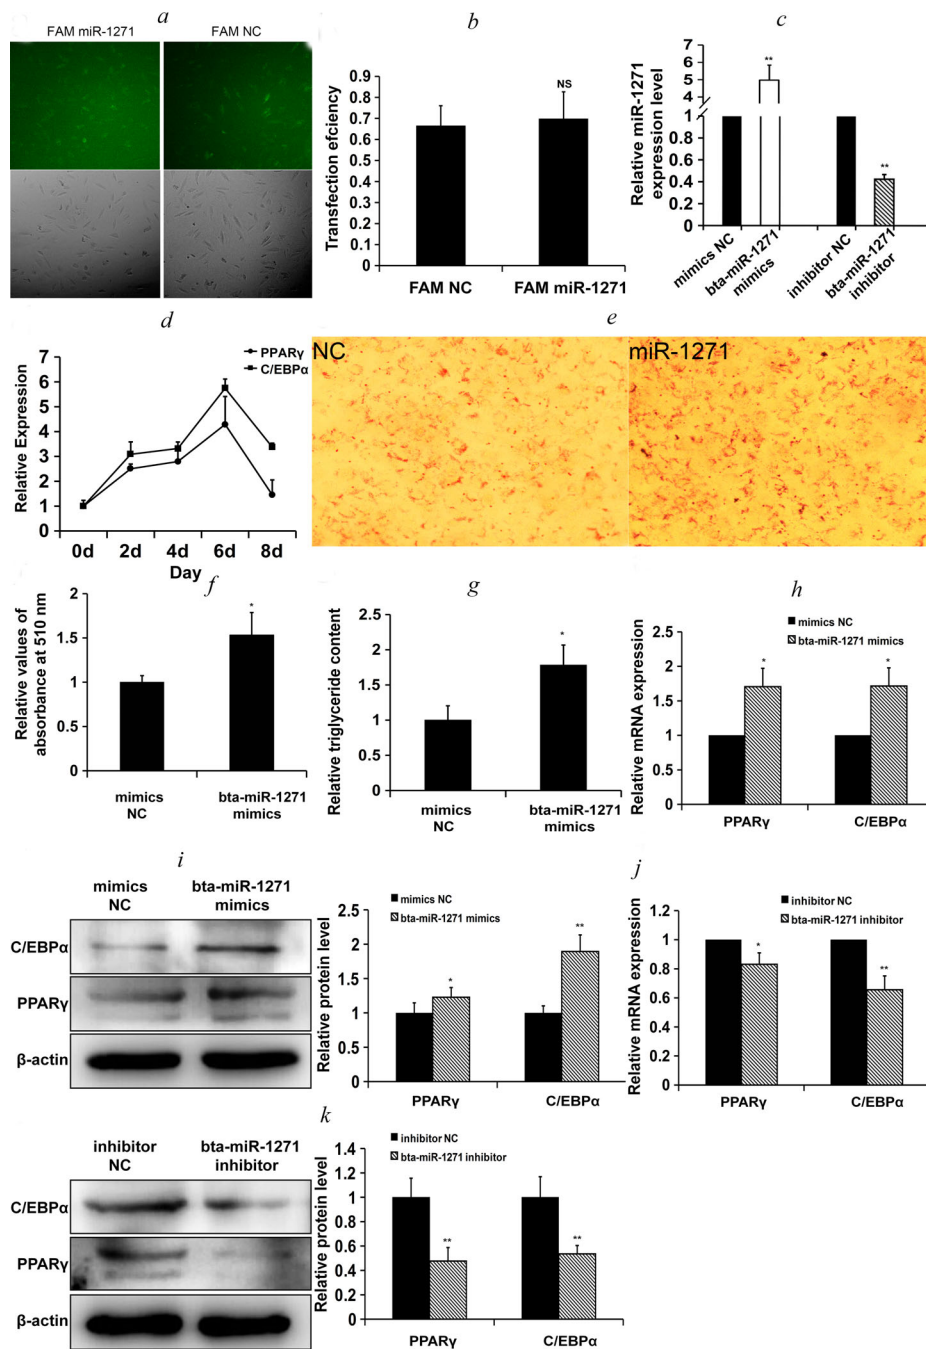 a
FAM miR-1271
FAM NC
b
Transfection efciency
0.9
0.8
0.7
0.6
0.5
0.4
0.3
0.2
0.1
0
NS
FAM NC
FAM miR-1271
c
Relative miR-1271
expression level
7
6
5
4
1
0.8
0.6
0.4
0.2
0
**
**
mimics NC
bta-miR-1271
mimics
inhibitor NC
bta-miR-1271
inhibitor
d
PPARγ
C/EBPα
Relative Expression
7
6
5
4
3
2
1
0
0d
2d
4d
6d
8d
Day
e
NC
miR-1271
f
Relative values of
absorbance at 510 nm
2
1.5
1
0.5
0
*
mimics
NC
bta-miR-1271
mimics
g
Relative triglyceride content
2.5
2
1.5
1
0.5
0
*
mimics
NC
bta-miR-1271
mimics
h
mimics NC
bta-miR-1271 mimics
Relative mRNA expression
2.5
2
1.5
1
0.5
0
*
*
PPARγ
C/EBPα
i
mimics
NC
bta-miR-1271
mimics
C/EBPα
PPARγ
β-actin
mimics NC
bta-miR-1271 mimics
Relative protein level
2.5
2
1.5
1
0.5
0
*
**
PPARγ
C/EBPα
j
inhibitor NC
bta-miR-1271 inhibitor
Relative mRNA expression
1.2
1
0.8
0.6
0.4
0.2
0
*
**
PPARγ
C/EBPα
k
inhibitor
NC
bta-miR-1271
inhibitor
C/EBPα
PPARγ
β-actin
inhibitor NC
bta-miR-1271 inhibitor
Relative protein level
1.4
1.2
1
0.8
0.6
0.4
0.2
0
**
**
PPARγ
C/EBPα